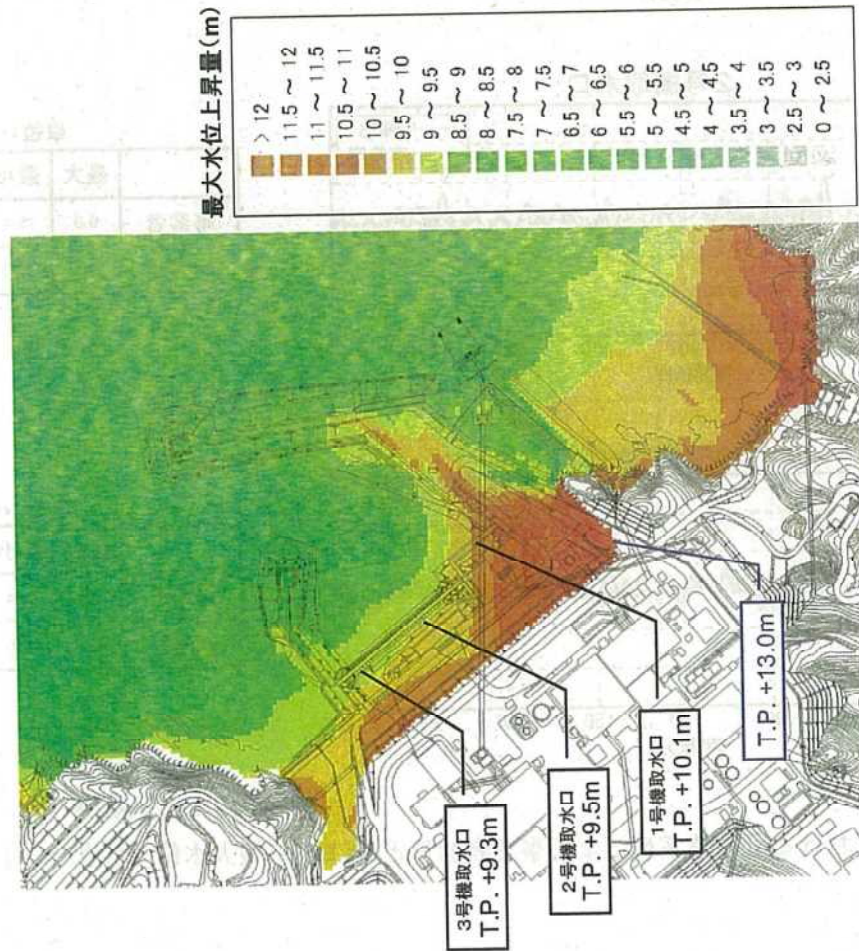 最大水位上昇量(m)
> 12
11.5 ~ 12
11 ~ 11.5
10.5 ~ 11
10 ~ 10.5
9.5 ~ 10
9 ~ 9.5
8.5 ~ 9
8 ~ 8.5
7.5 ~ 8
7 ~ 7.5
6.5 ~ 7
6 ~ 6.5
5.5 ~ 6
5 ~ 5.5
4.5 ~ 5
4 ~ 4.5
3.5 ~ 4
3 ~ 3.5
2.5 ~ 3
0 ~ 2.5
3号機取水口
T.P. +9.3m
2号機取水口
T.P. +9.5m
1号機取水口
T.P. +10.1m
T.P. +13.0m